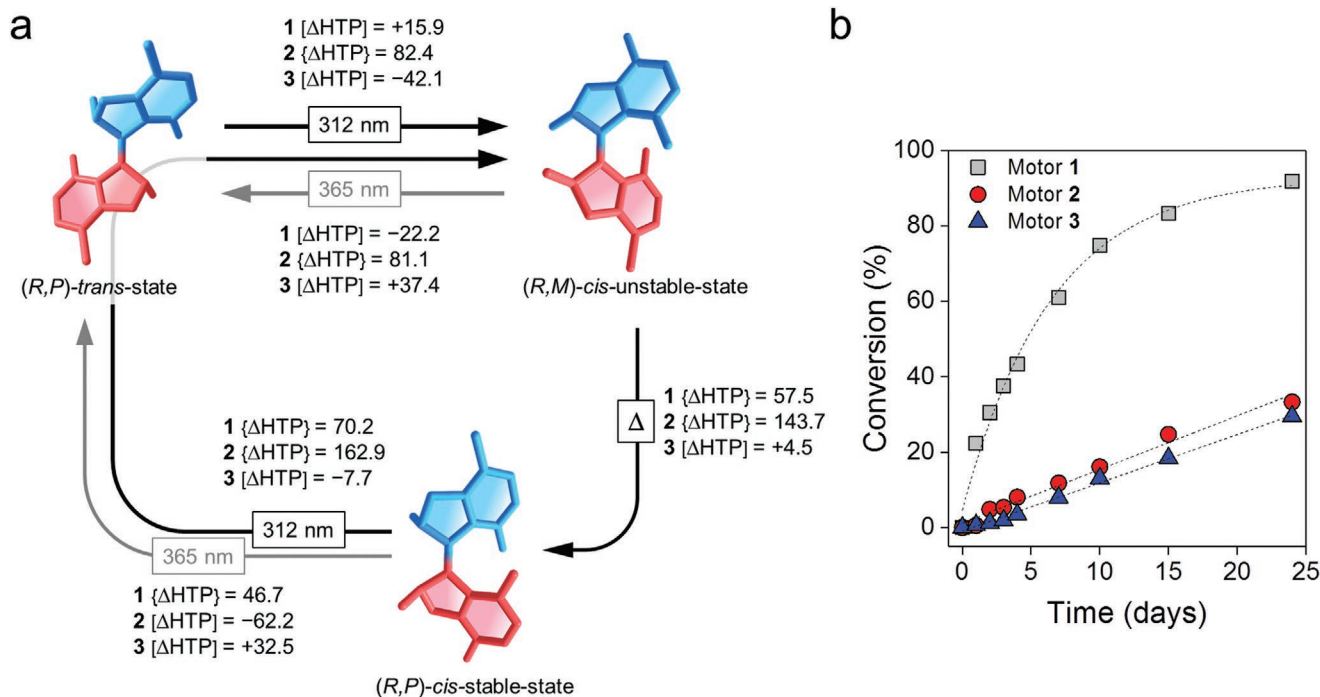 a
1 [ΔHTP] = +15.9
2 {ΔHTP} = 82.4
3 [ΔHTP] = −42.1
312 nm
365 nm
1 [ΔHTP] = −22.2
2 {ΔHTP} = 81.1
3 [ΔHTP] = +37.4
(R,P)-trans-state
(R,M)-cis-unstable-state
1 {ΔHTP} = 57.5
2 {ΔHTP} = 143.7
3 [ΔHTP] = +4.5
Δ
1 {ΔHTP} = 70.2
2 {ΔHTP} = 162.9
3 [ΔHTP] = −7.7
312 nm
365 nm
1 {ΔHTP} = 46.7
2 [ΔHTP] = −62.2
3 [ΔHTP] = +32.5
(R,P)-cis-stable-state
b
Conversion (%)
100
80
60
40
20
0
Motor 1
Motor 2
Motor 3
0 5 10 15 20 25
Time (days)